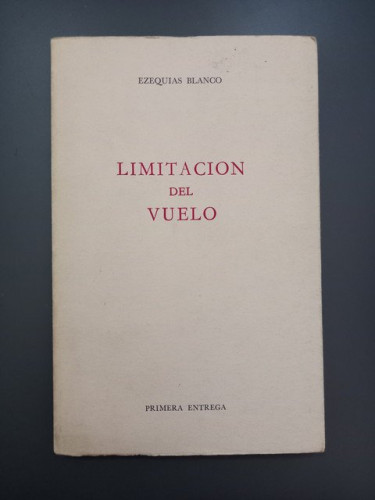 EZEQUIAS BLANCO
LIMITACION
DEL
VUELO
PRIMERA ENTREGA